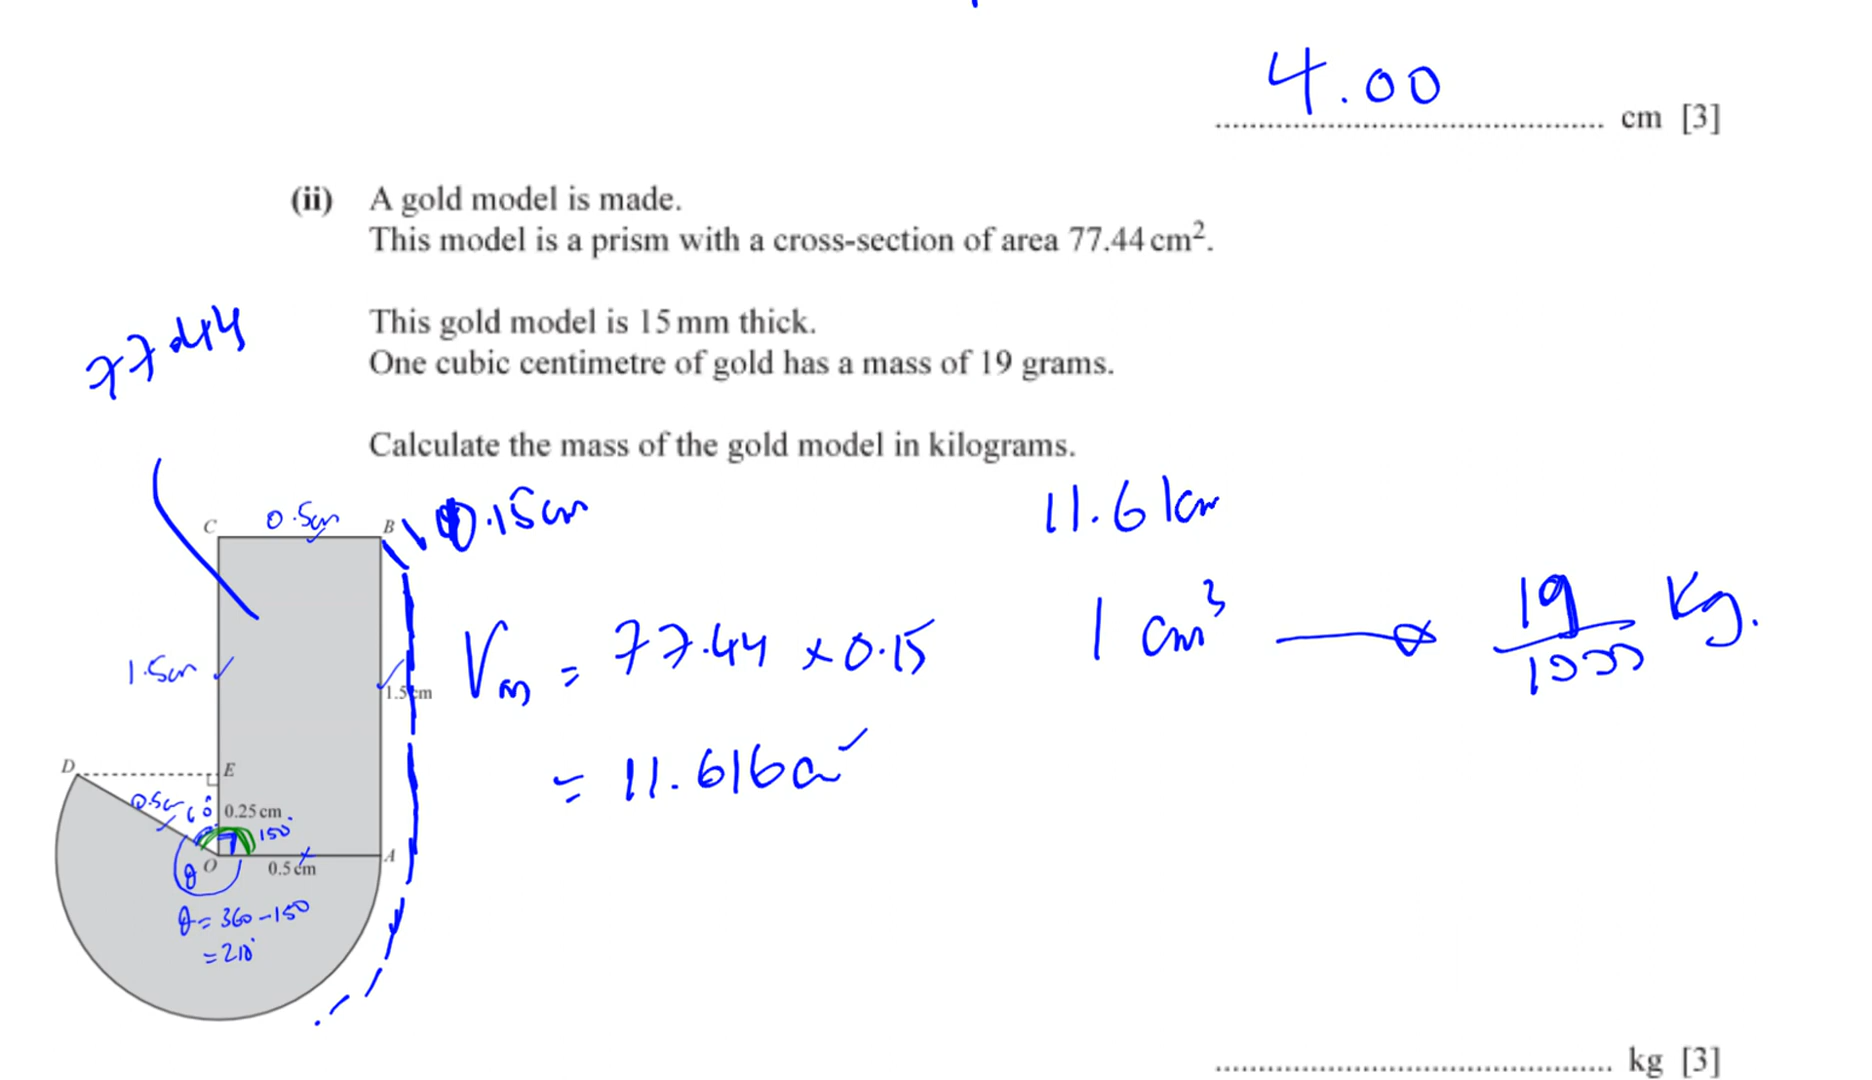 4.00
cm [3]
(ii) A gold model is made.
This model is a prism with a cross-section of area 77.44 cm².
77.44
This gold model is 15 mm thick.
One cubic centimetre of gold has a mass of 19 grams.
Calculate the mass of the gold model in kilograms.
C 0.5cm B 0.15cm
11.61cm
1 cm³ → 19/1000 Kg.
Vm = 77.44 × 0.15
= 11.616
1.5cm
1.5 cm
D E
0.5cm 60° 0.25 cm
150°
θ O 0.5 cm A
θ = 360 - 150
= 210°
kg [3]